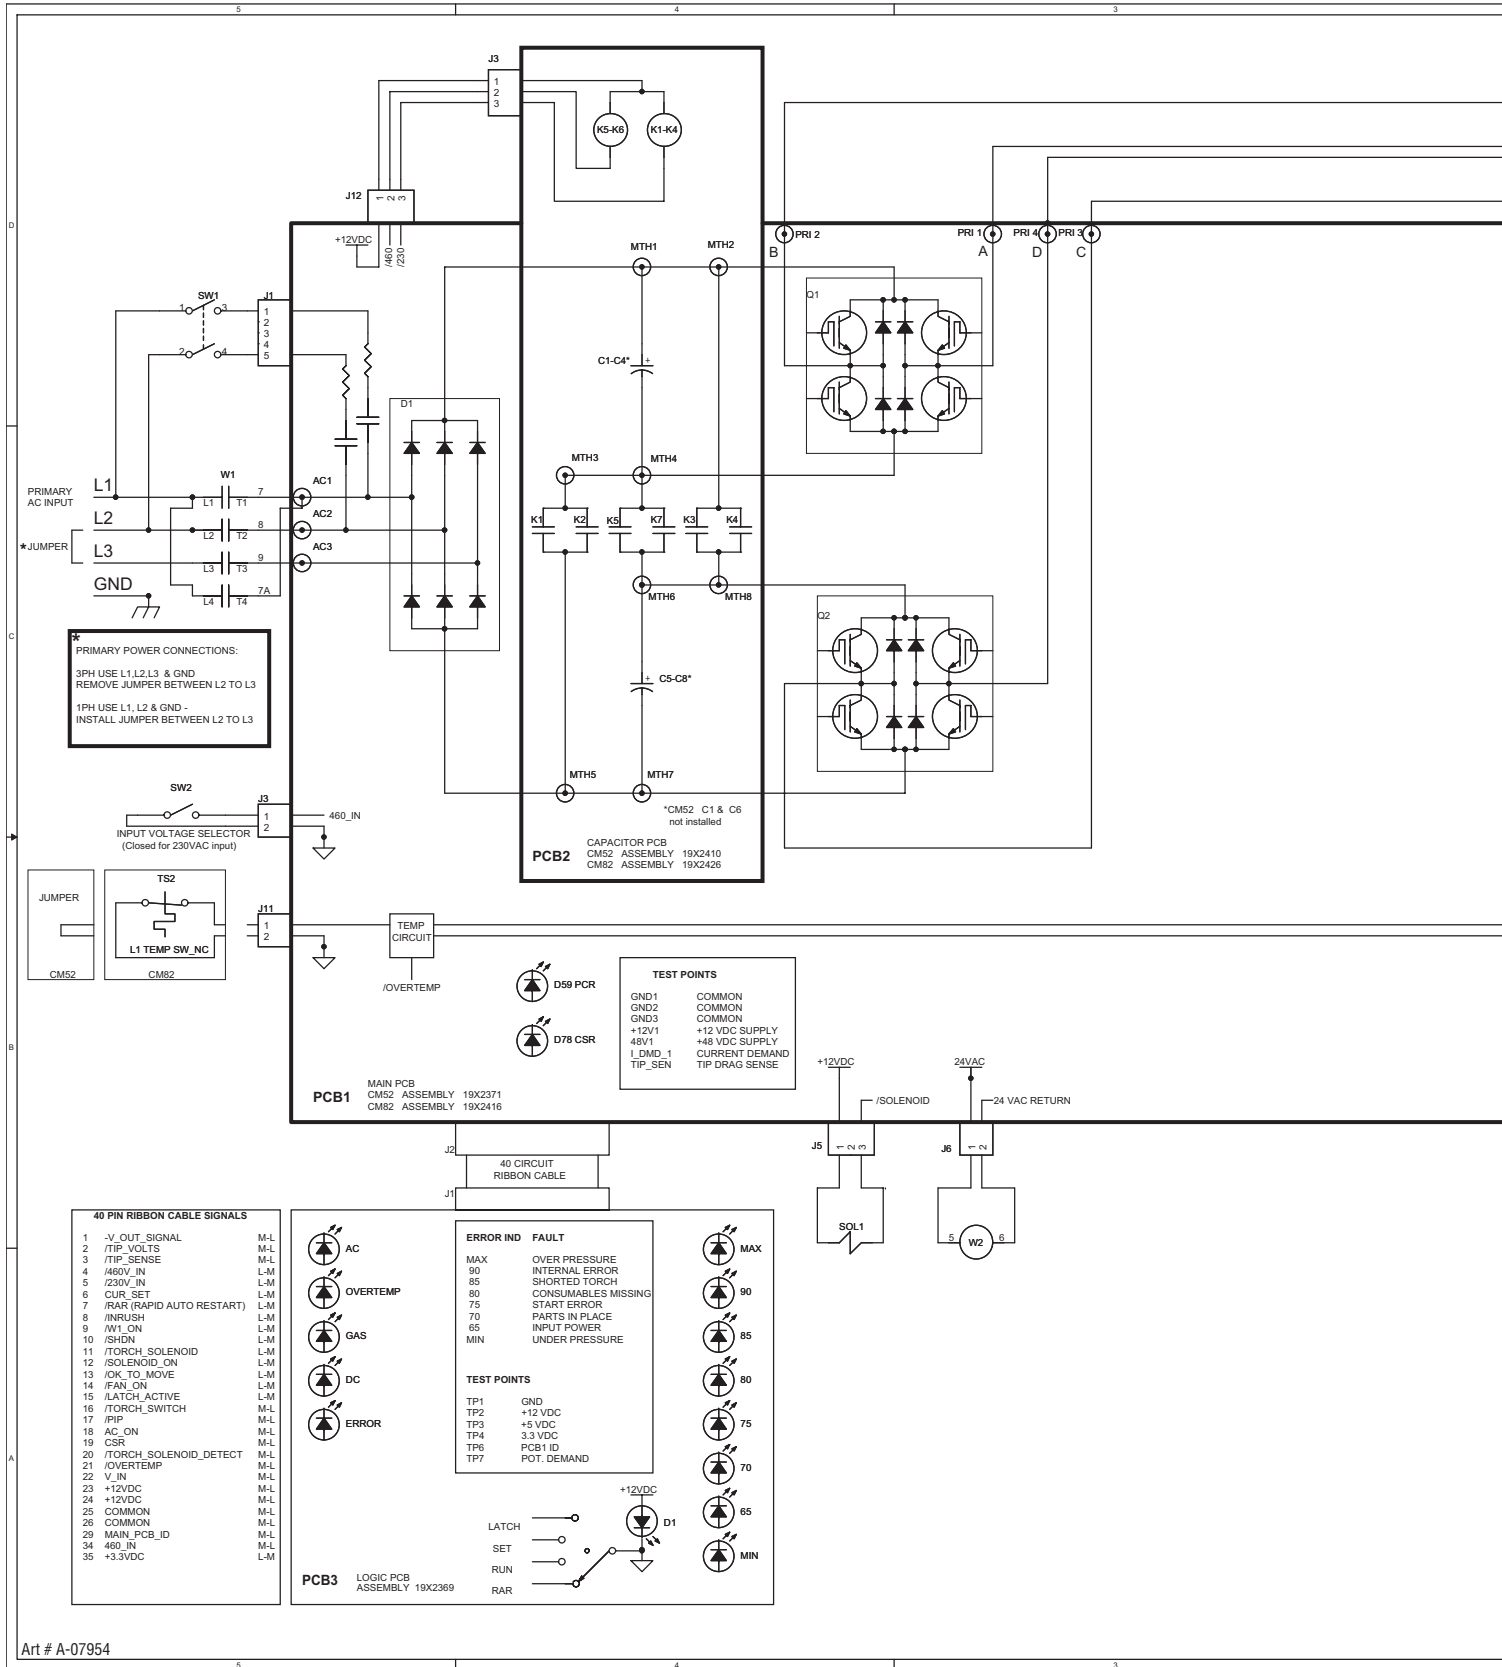 5 4 3
D
C
B
A
J3
1
2
3
K5-K6 K1-K4
J12
1 2 3
+12VDC
/460
/230
PRI 2 PRI 1 PRI 4 PRI 3
B A D C
MTH1 MTH2
SW1 J1
1 3 1
2
3
4
2 4 5
Q1
C1-C4* +
D1
MTH3 MTH4
PRIMARY
AC INPUT
L1 W1 AC1
L1 T1 7
L2 AC2
L2 T2 8
*JUMPER
L3 AC3
L3 T3 9
GND
L4 T4 7A
K1 K2 K5 K7 K3 K4
MTH6 MTH8
Q2
*
PRIMARY POWER CONNECTIONS:
3PH USE L1,L2,L3 & GND
REMOVE JUMPER BETWEEN L2 TO L3
1PH USE L1, L2 & GND -
INSTALL JUMPER BETWEEN L2 TO L3
+ C5-C8*
MTH5 MTH7
*CM52 C1 & C6
not installed
SW2 J3
1 460_IN
2
INPUT VOLTAGE SELECTOR
(Closed for 230VAC input)
PCB2
CAPACITOR PCB
CM52 ASSEMBLY 19X2410
CM82 ASSEMBLY 19X2426
JUMPER
CM52
TS2
L1 TEMP SW_NC
CM82
J11
1
2
TEMP
CIRCUIT
/OVERTEMP
D59 PCR
D78 CSR
TEST POINTS
GND1 COMMON
GND2 COMMON
GND3 COMMON
+12V1 +12 VDC SUPPLY
48V1 +48 VDC SUPPLY
I_DMD_1 CURRENT DEMAND
TIP_SEN TIP DRAG SENSE
PCB1
MAIN PCB
CM52 ASSEMBLY 19X2371
CM82 ASSEMBLY 19X2416
+12VDC 24VAC
/SOLENOID 24 VAC RETURN
J5 1 2 3
J6 1 2
SOL1
5 W2 6
J2
40 CIRCUIT
RIBBON CABLE
J1
40 PIN RIBBON CABLE SIGNALS
1 -V_OUT_SIGNAL M-L
2 /TIP_VOLTS M-L
3 /TIP_SENSE M-L
4 /460V_IN L-M
5 /230V_IN L-M
6 CUR_SET L-M
7 /RAR (RAPID AUTO RESTART) L-M
8 /INRUSH L-M
9 /W1_ON L-M
10 /SHDN L-M
11 /TORCH_SOLENOID L-M
12 /SOLENOID_ON L-M
13 /OK_TO_MOVE L-M
14 /FAN_ON L-M
15 /LATCH_ACTIVE L-M
16 /TORCH_SWITCH M-L
17 /PIP M-L
18 AC_ON M-L
19 CSR M-L
20 /TORCH_SOLENOID_DETECT M-L
21 /OVERTEMP M-L
22 V_IN M-L
23 +12VDC M-L
24 +12VDC M-L
25 COMMON M-L
26 COMMON M-L
29 MAIN_PCB_ID M-L
34 460_IN M-L
35 +3.3VDC L-M
AC
OVERTEMP
GAS
DC
ERROR
ERROR IND FAULT
MAX OVER PRESSURE
90 INTERNAL ERROR
85 SHORTED TORCH
80 CONSUMABLES MISSING
75 START ERROR
70 PARTS IN PLACE
65 INPUT POWER
MIN UNDER PRESSURE
TEST POINTS
TP1 GND
TP2 +12 VDC
TP3 +5 VDC
TP4 3.3 VDC
TP6 PCB1 ID
TP7 POT. DEMAND
MAX
90
85
80
75
70
65
MIN
+12VDC
D1
LATCH
SET
RUN
RAR
PCB3
LOGIC PCB
ASSEMBLY 19X2369
Art # A-07954
5 4 3